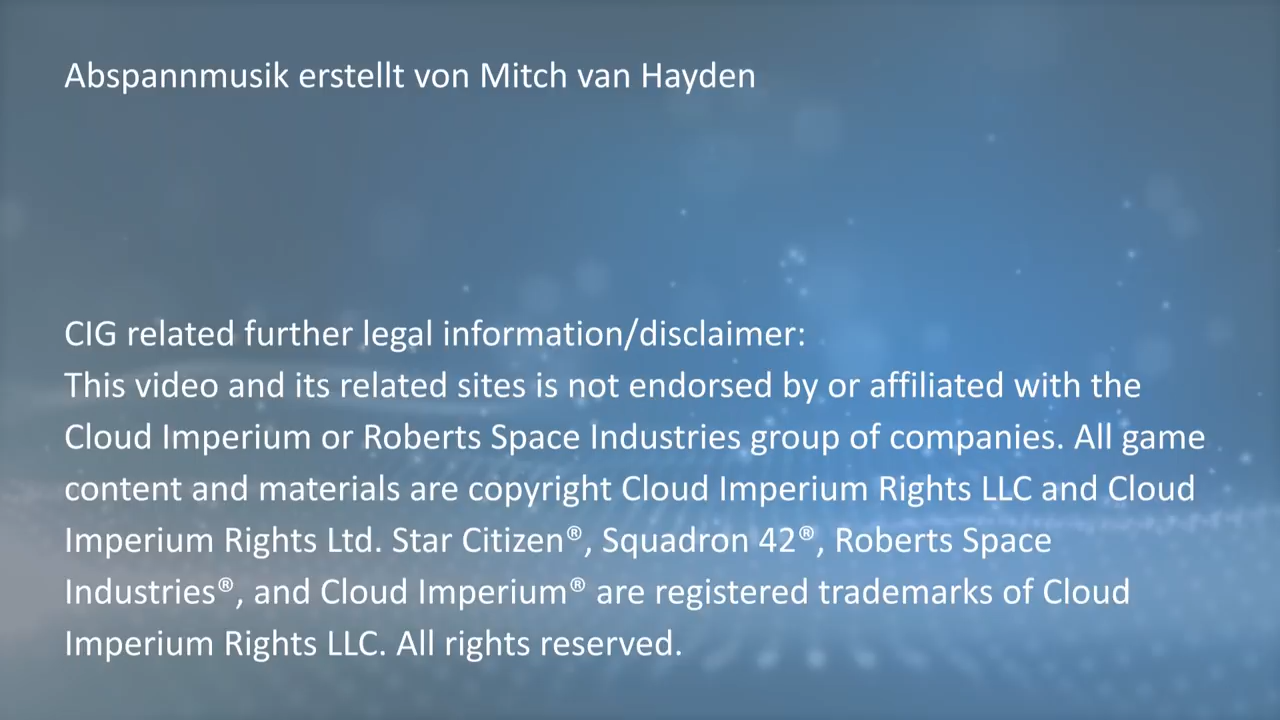 Abspannmusik erstellt von Mitch van Hayden
CIG related further legal information/disclaimer:
This video and its related sites is not endorsed by or affiliated with the
Cloud Imperium or Roberts Space Industries group of companies. All game
content and materials are copyright Cloud Imperium Rights LLC and Cloud
Imperium Rights Ltd. Star Citizen®, Squadron 42®, Roberts Space
Industries®, and Cloud Imperium® are registered trademarks of Cloud
Imperium Rights LLC. All rights reserved.